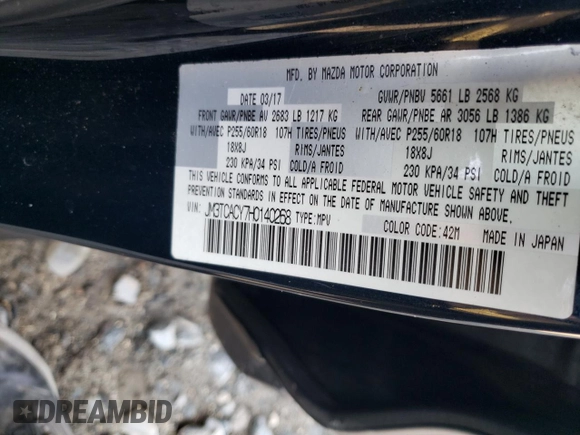 MFD. BY MAZDA MOTOR CORPORATION
DATE 03/17 GVWR/PNBV 5661 LB 2568 KG
FRONT GAWR/PNBE AV 2683 LB 1217 KG REAR GAWR/PNBE AR 3056 LB 1386 KG
WITH/AVEC P255/60R18 107H TIRES/PNEUS WITH/AVEC P255/60R18 107H TIRES/PNEUS
18X8J RIMS/JANTES 18X8J RIMS/JANTES
230 KPA/34 PSI COLD/A FROID 230 KPA/34 PSI COLD/A FROID
THIS VEHICLE CONFORMS TO ALL APPLICABLE FEDERAL MOTOR VEHICLE SAFETY AND THEFT
PREVENTION STANDARDS IN EFFECT ON THE DATE OF MANUFACTURE SHOWN ABOVE.
JM3TCACY7H0140258 TYPE:MPV COLOR CODE:42M MADE IN JAPAN
DREAMBID